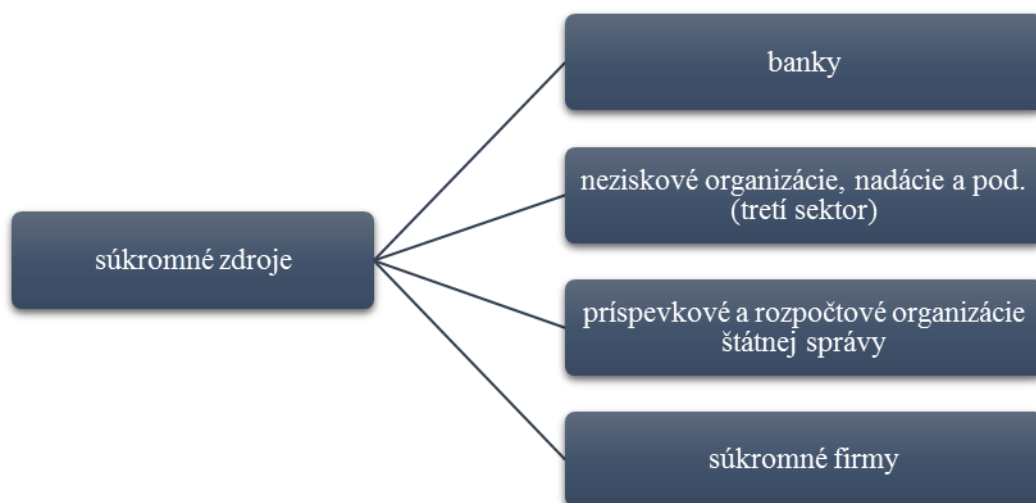 banky
neziskové organizácie, nadácie a pod.
(tretí sektor)
súkromné zdroje
príspevkové a rozpočtové organizácie
štátnej správy
súkromné firmy